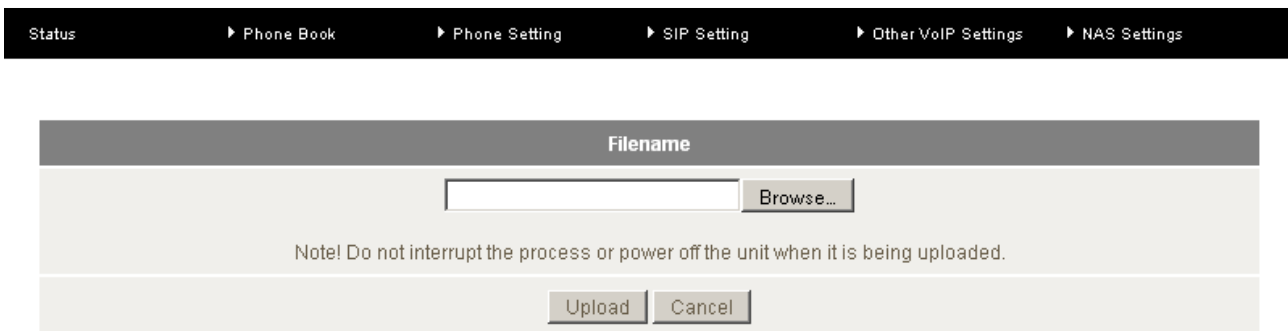 Status Phone Book Phone Setting SIP Setting Other VoIP Settings NAS Settings
Filename
Browse...
Note! Do not interrupt the process or power off the unit when it is being uploaded.
Upload Cancel